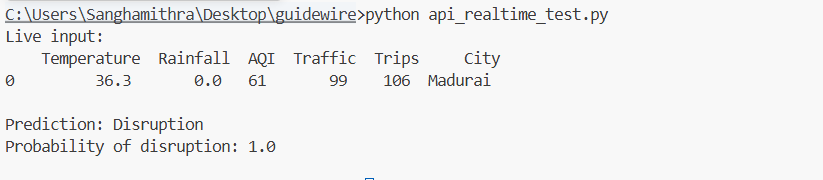 C:\Users\Sanghamithra\Desktop\guidewire>python api_realtime_test.py
Live input:
Temperature Rainfall AQI Traffic Trips City
0 36.3 0.0 61 99 106 Madurai
Prediction: Disruption
Probability of disruption: 1.0